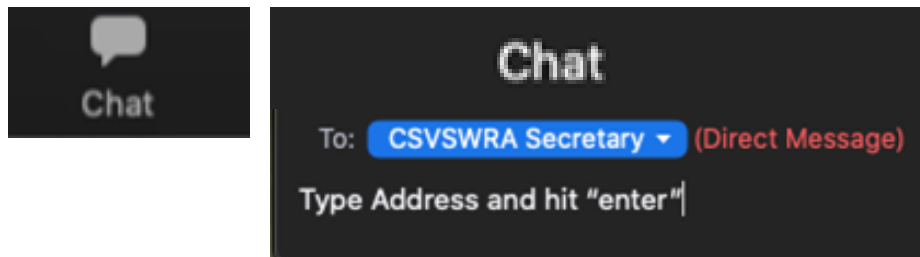 Chat
Chat
To: CSVSWRA Secretary (Direct Message)
Type Address and hit “enter”